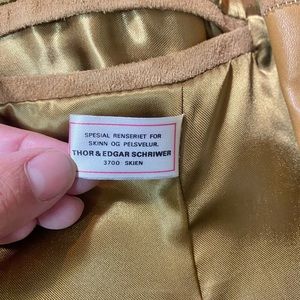 SPESIAL RENSERIET FOR
SKINN OG PELSVELUR.
THOR & EDGAR SCHRIWER
3700 SKIEN